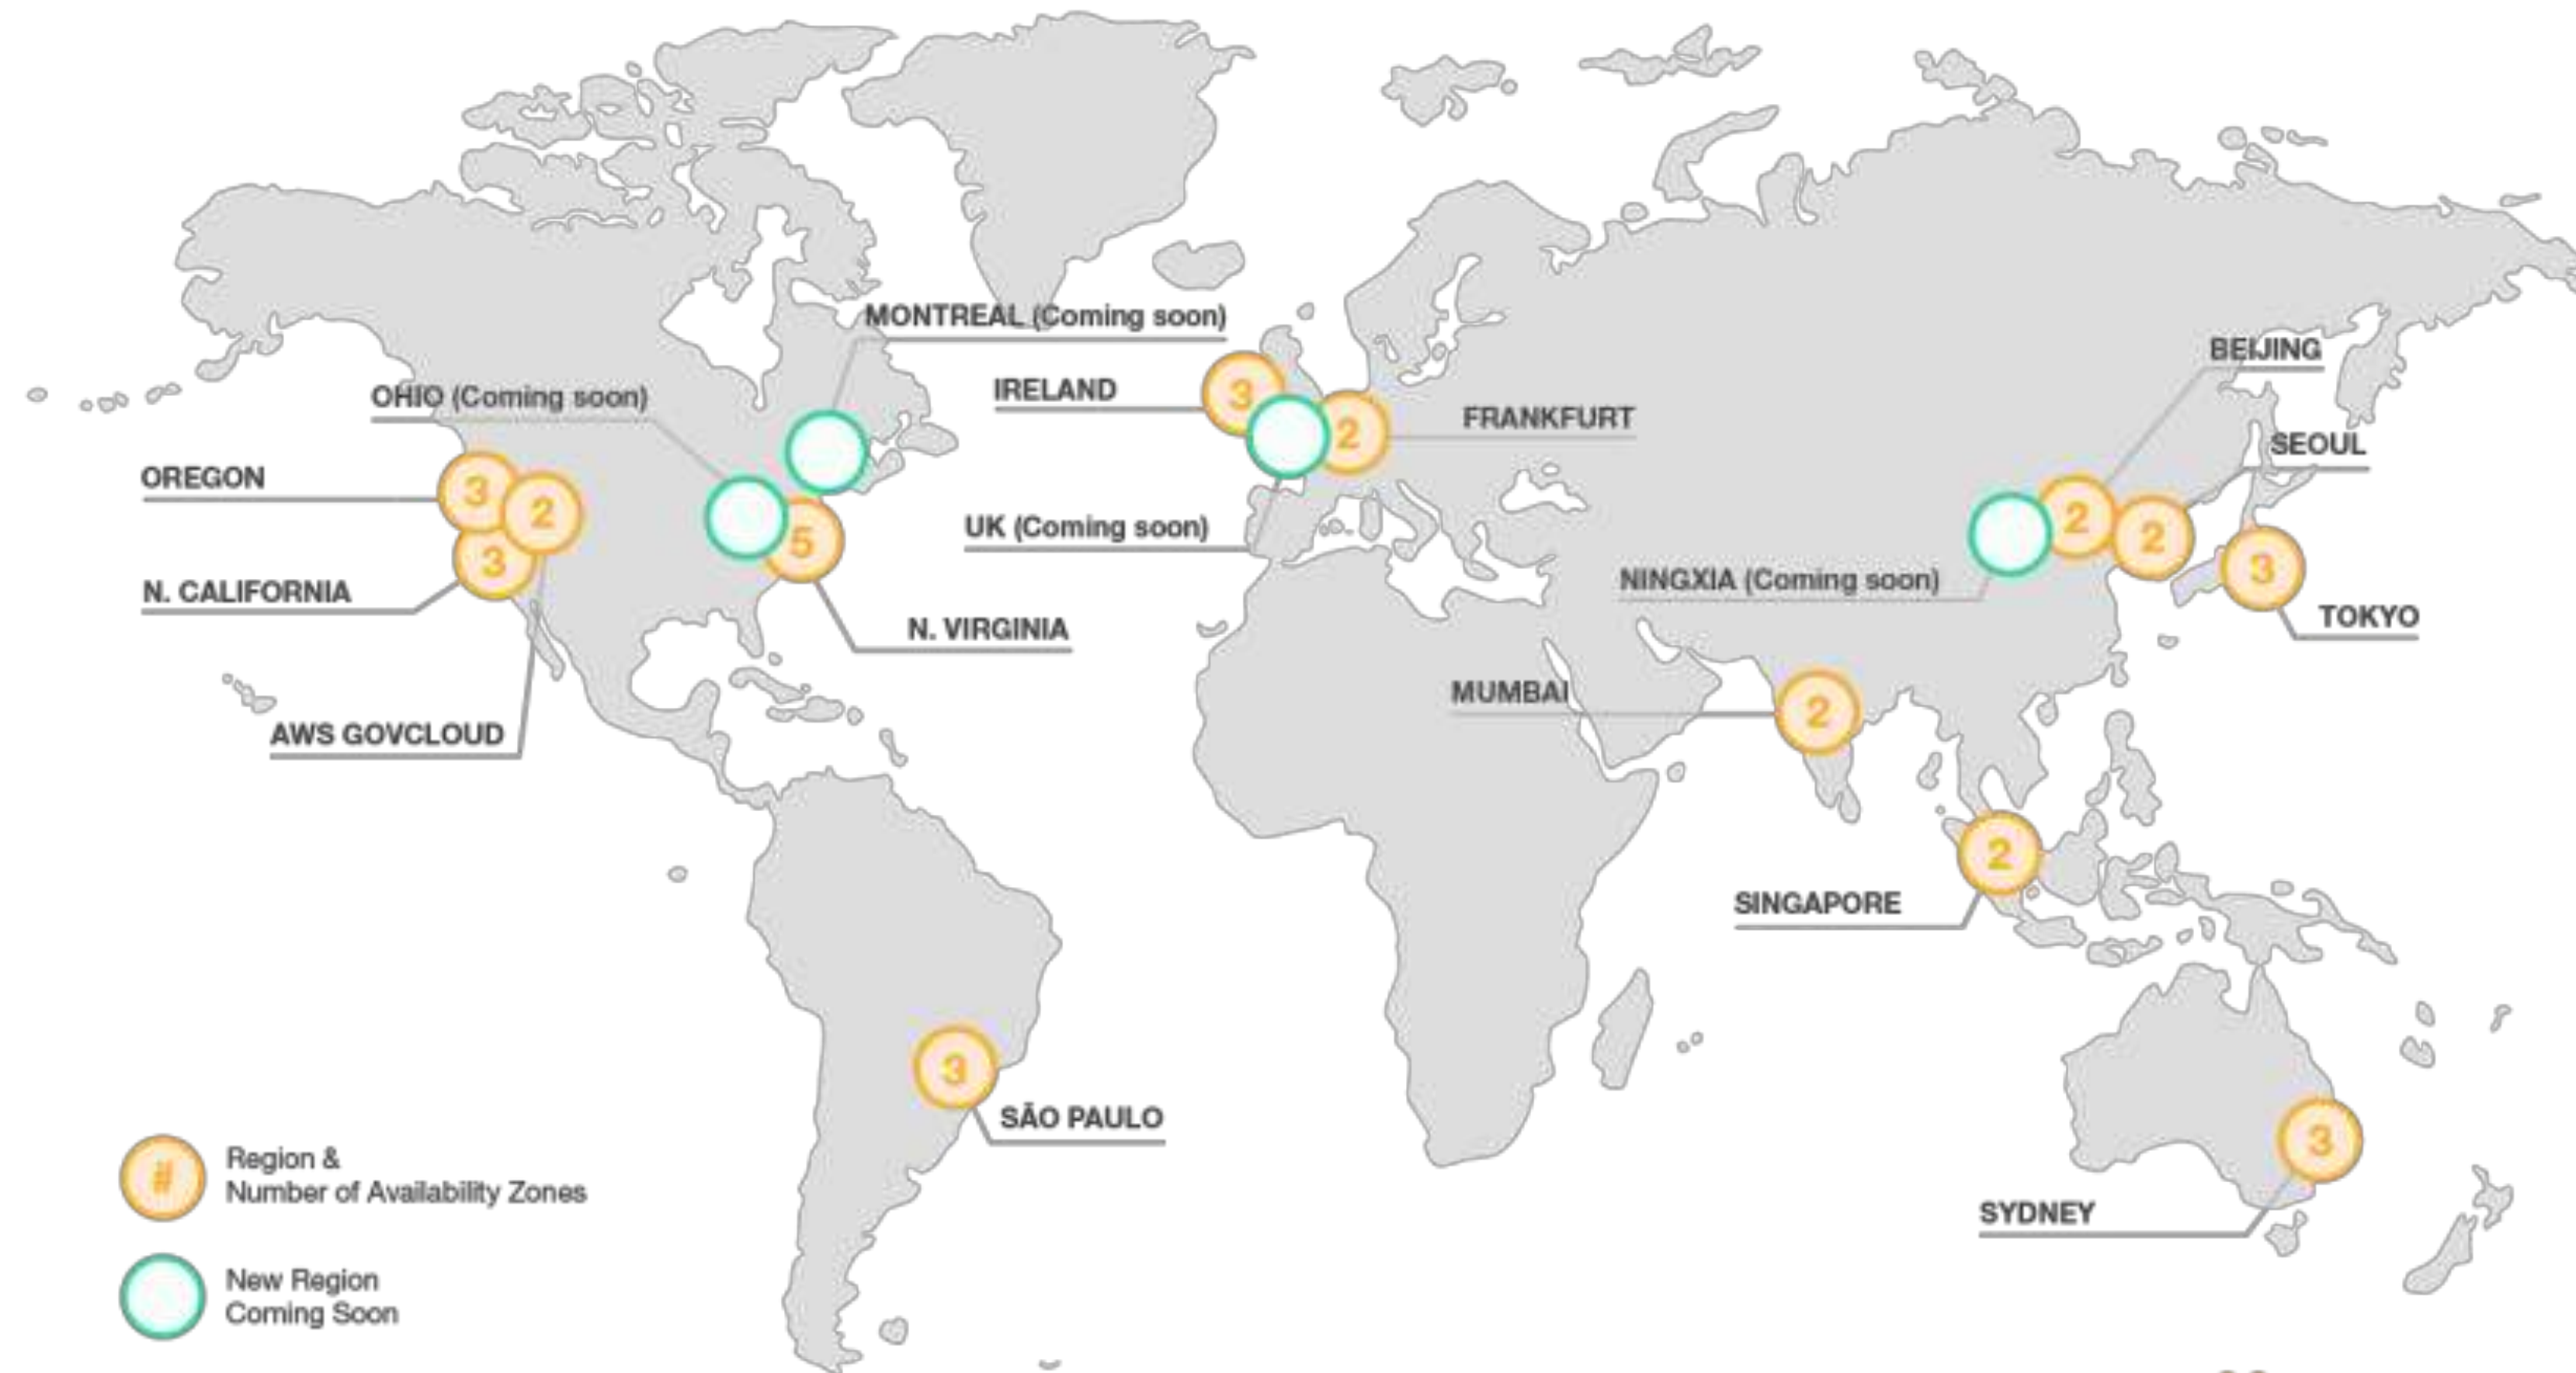 MONTREAL (Coming soon)
BEIJING
IRELAND
OHIO (Coming soon)
3
FRANKFURT
2
SEOUL
OREGON
3
2
2
2
5
UK (Coming soon)
3
3
NINGXIA (Coming soon)
N. CALIFORNIA
TOKYO
N. VIRGINIA
MUMBAI
2
AWS GOVCLOUD
2
SINGAPORE
3
SÃO PAULO
3
SYDNEY
#
Region &
Number of Availability Zones
New Region
Coming Soon